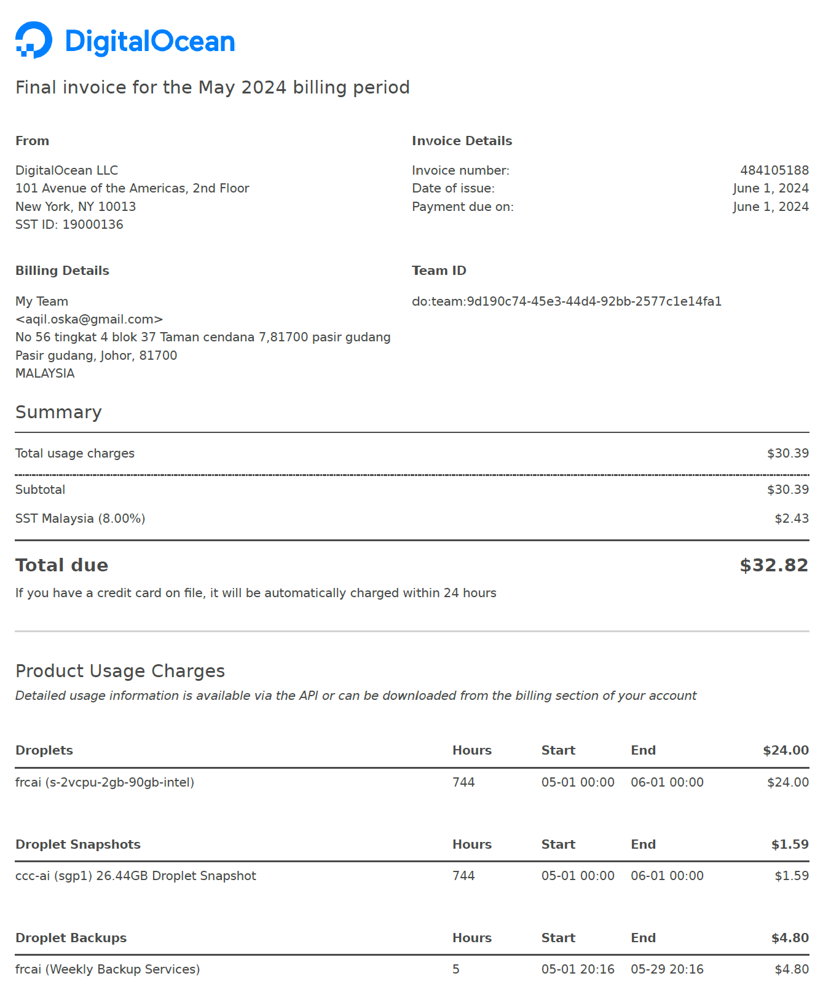 DigitalOcean
Final invoice for the May 2024 billing period
From
DigitalOcean LLC
101 Avenue of the Americas, 2nd Floor
New York, NY 10013
SST ID: 19000136
Invoice Details
Invoice number: 484105188
Date of issue: June 1, 2024
Payment due on: June 1, 2024
Billing Details
My Team
<aqil.oska@gmail.com>
No 56 tingkat 4 blok 37 Taman cendana 7,81700 pasir gudang
Pasir gudang, Johor, 81700
MALAYSIA
Team ID
do:team:9d190c74-45e3-44d4-92bb-2577c1e14fa1
Summary
Total usage charges $30.39
Subtotal $30.39
SST Malaysia (8.00%) $2.43
Total due $32.82
If you have a credit card on file, it will be automatically charged within 24 hours
Product Usage Charges
Detailed usage information is available via the API or can be downloaded from the billing section of your account
Droplets Hours Start End $24.00
frcai (s-2vcpu-2gb-90gb-intel) 744 05-01 00:00 06-01 00:00 $24.00
Droplet Snapshots Hours Start End $1.59
ccc-ai (sgp1) 26.44GB Droplet Snapshot 744 05-01 00:00 06-01 00:00 $1.59
Droplet Backups Hours Start End $4.80
frcai (Weekly Backup Services) 5 05-01 20:16 05-29 20:16 $4.80